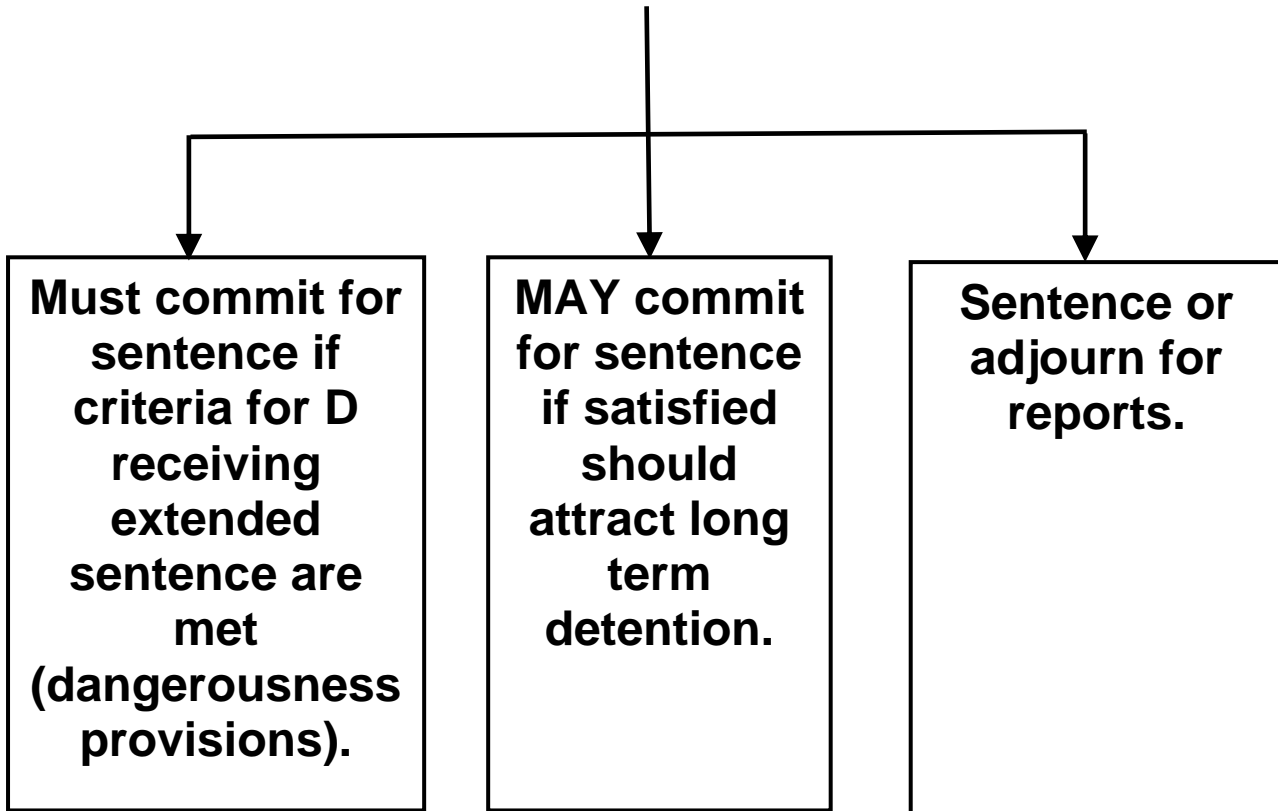 Must commit for
sentence if
criteria for D
receiving
extended
sentence are
met
(dangerousness
provisions).
MAY commit
for sentence
if satisfied
should
attract long
term
detention.
Sentence or
adjourn for
reports.